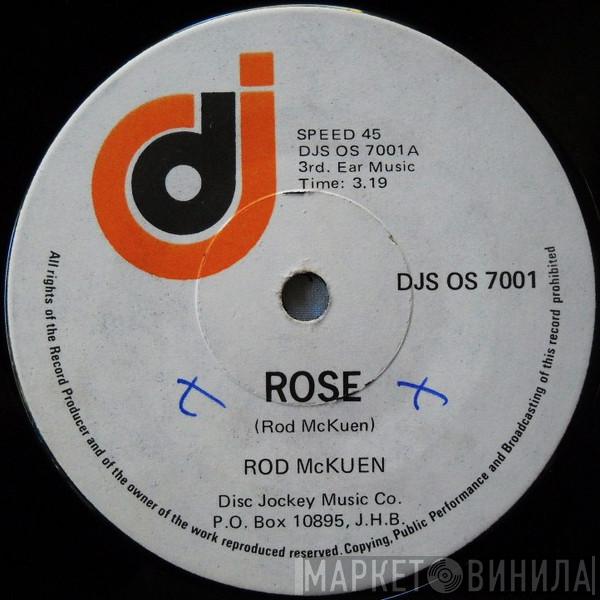 dj
SPEED 45
DJS OS 7001A
3rd. Ear Music
Time: 3.19
DJS OS 7001
ROSE
(Rod McKuen)
ROD McKUEN
Disc Jockey Music Co.
P.O. Box 10895, J.H.B.
All rights of the Record Producer and of the owner of the work reproduced reserved. Copying, Public Performance and Broadcasting of this record prohibited
МАРКЕТ ВИНИЛА